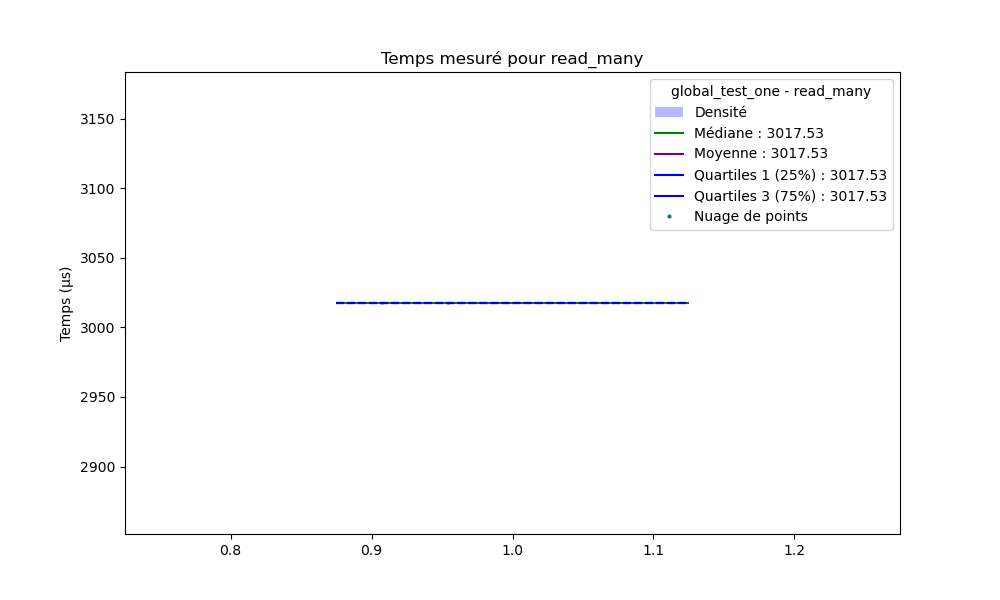 Temps mesuré pour read_many
global_test_one - read_many
Densité
Médiane : 3017.53
Moyenne : 3017.53
Quartiles 1 (25%) : 3017.53
Quartiles 3 (75%) : 3017.53
Nuage de points
Temps (µs)
3150
3100
3050
3000
2950
2900
0.8
0.9
1.0
1.1
1.2